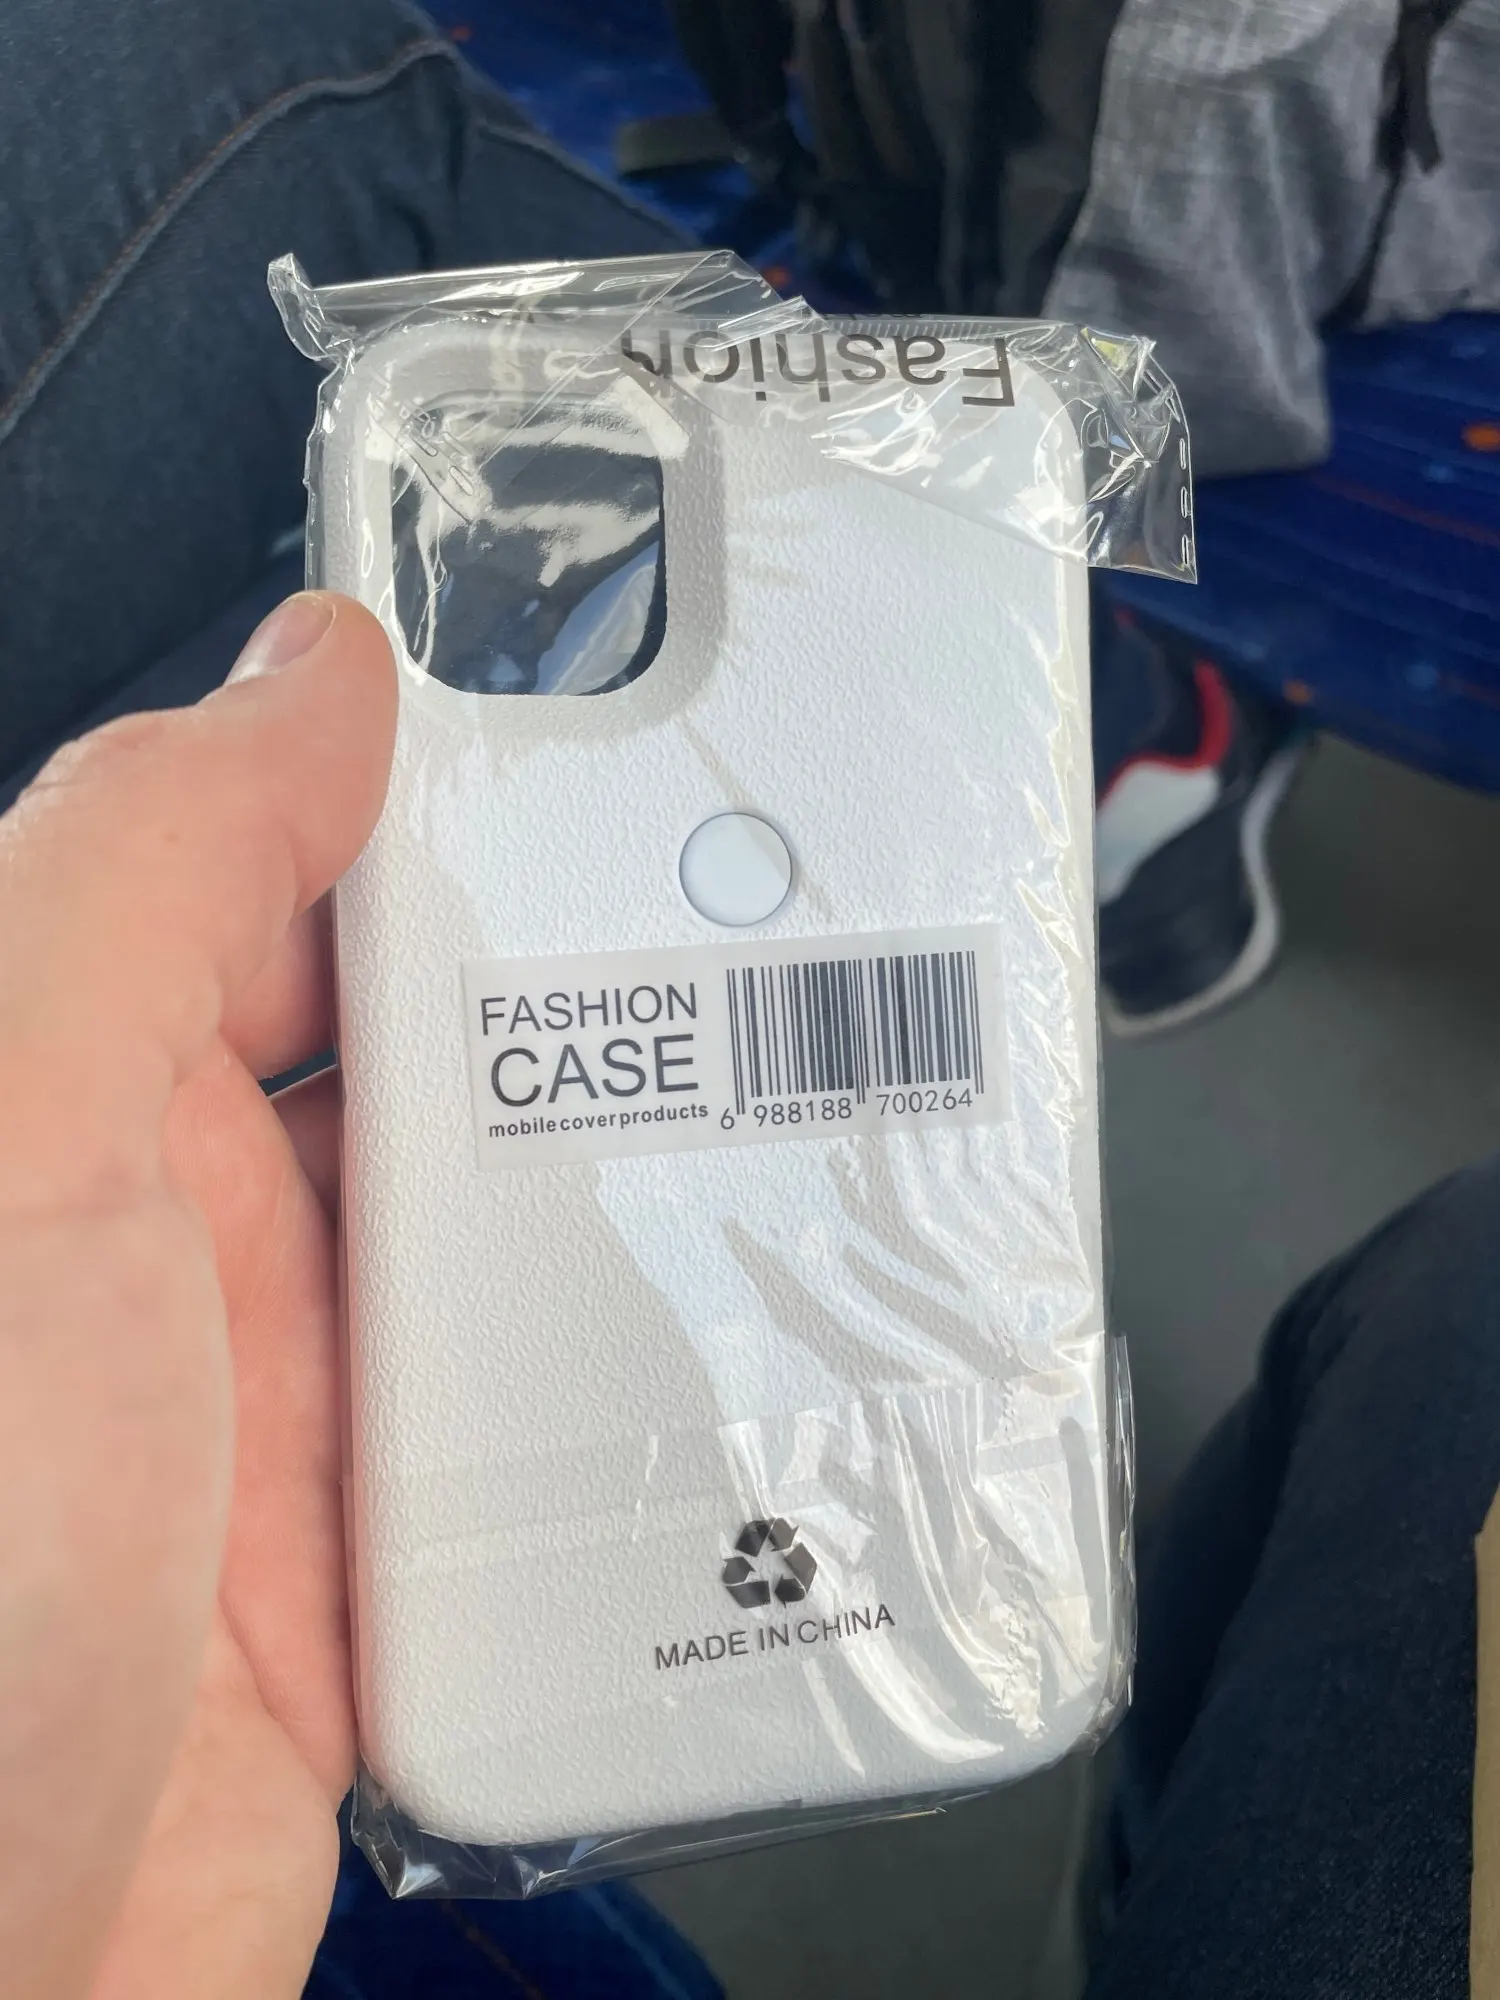 Fashion
FASHION
CASE
mobile cover products
6 988188 700264
MADE IN CHINA